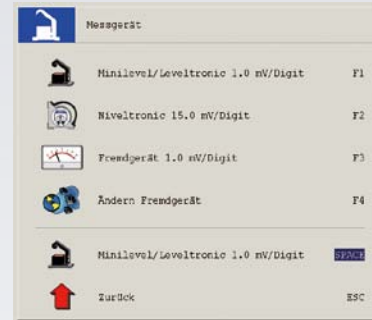 Messgerät
Minilevel/Leveltronic 1.0 mV/Digit F1
Niveltronic 15.0 mV/Digit F2
Fremdgerät 1.0 mV/Digit F3
Ändern Fremdgerät F4
Minilevel/Leveltronic 1.0 mV/Digit SPACE
Zurück ESC